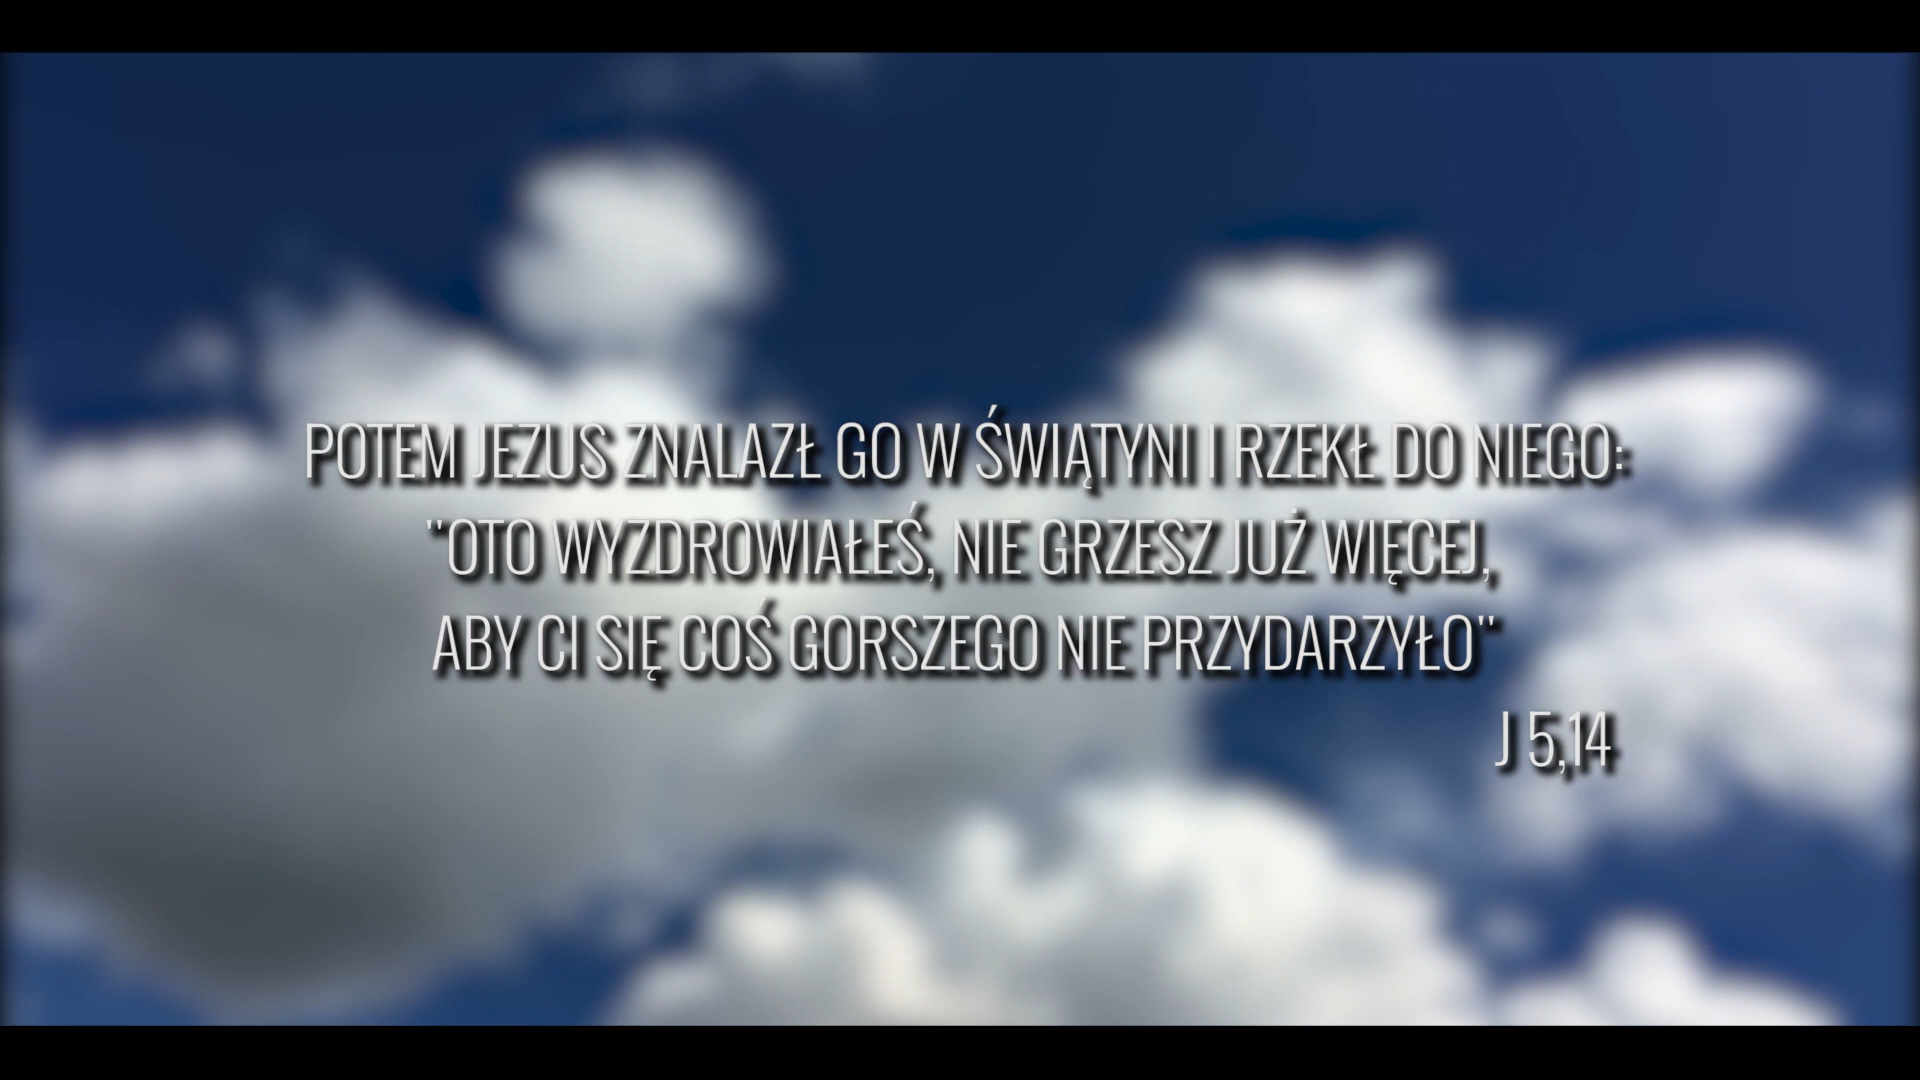 POTEM JEZUS ZNALAZŁ GO W ŚWIĄTYNI I RZEKŁ DO NIEGO:
"OTO WYZDROWIAŁEŚ, NIE GRZESZ JUŻ WIĘCEJ,
ABY CI SIĘ COŚ GORSZEGO NIE PRZYDARZYŁO"
J 5,14